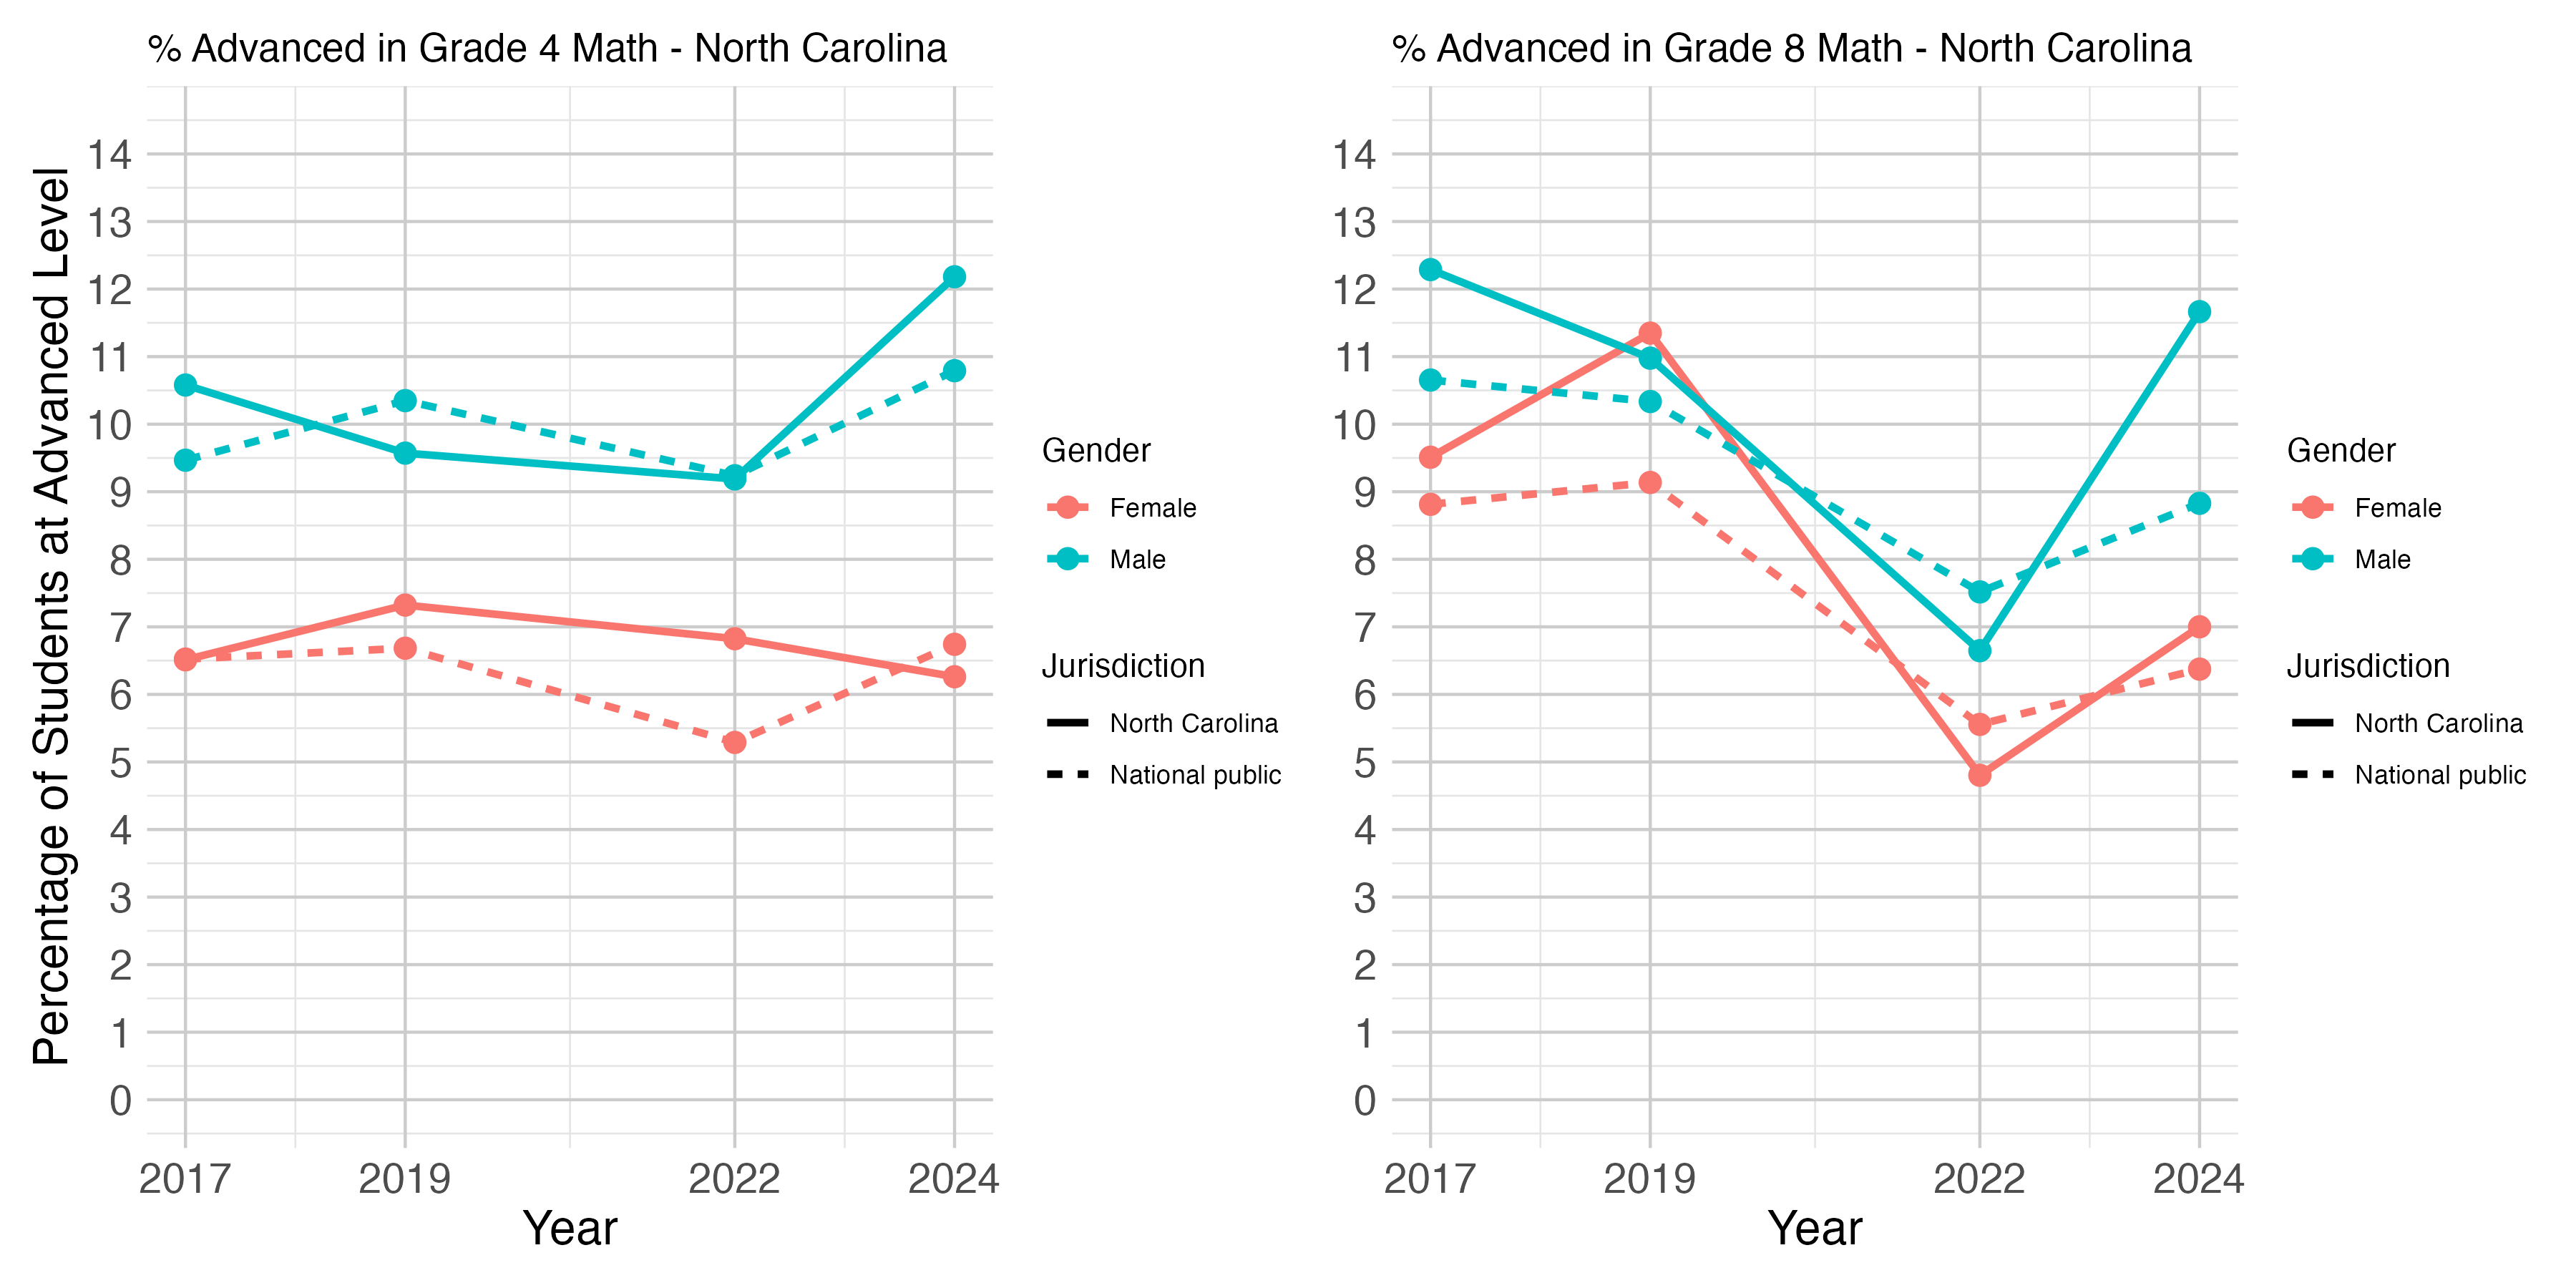 % Advanced in Grade 4 Math - North Carolina
Percentage of Students at Advanced Level
14
13
12
11
10
9
8
7
6
5
4
3
2
1
0
2017 2019 2022 2024
Year
Gender
Female
Male
Jurisdiction
North Carolina
National public
% Advanced in Grade 8 Math - North Carolina
14
13
12
11
10
9
8
7
6
5
4
3
2
1
0
2017 2019 2022 2024
Year
Gender
Female
Male
Jurisdiction
North Carolina
National public